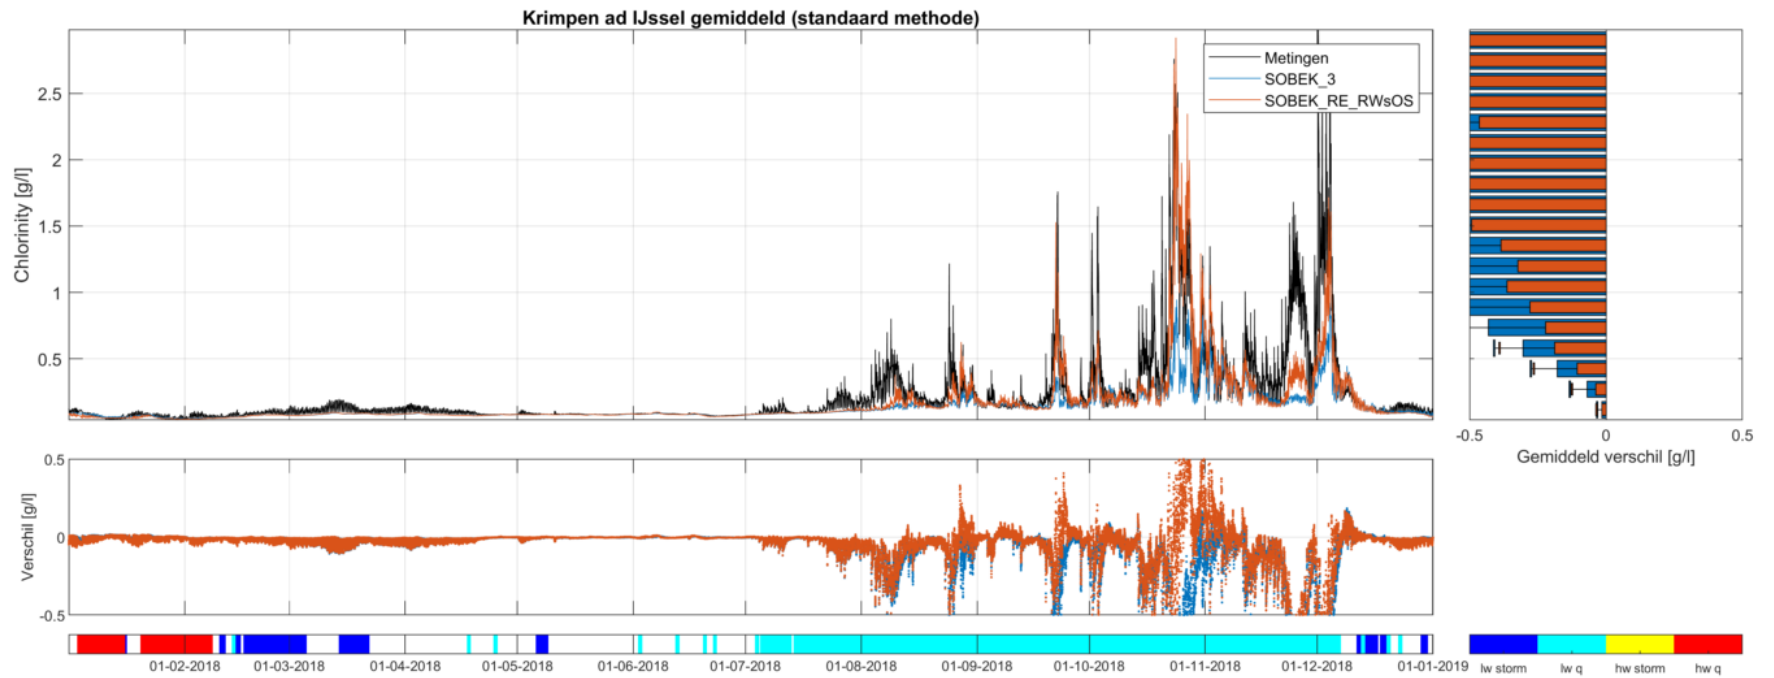 Krimpen ad IJssel gemiddeld (standaard methode)
Metingen
SOBEK_3
SOBEK_RE_RWsOS
Chlorinity [g/l]
2.5
2
1.5
1
0.5
-0.5
0
0.5
Gemiddeld verschil [g/l]
Verschil [g/l]
0.5
0
-0.5
01-02-2018
01-03-2018
01-04-2018
01-05-2018
01-06-2018
01-07-2018
01-08-2018
01-09-2018
01-10-2018
01-11-2018
01-12-2018
01-01-2019
lw storm
lw q
hw storm
hw q